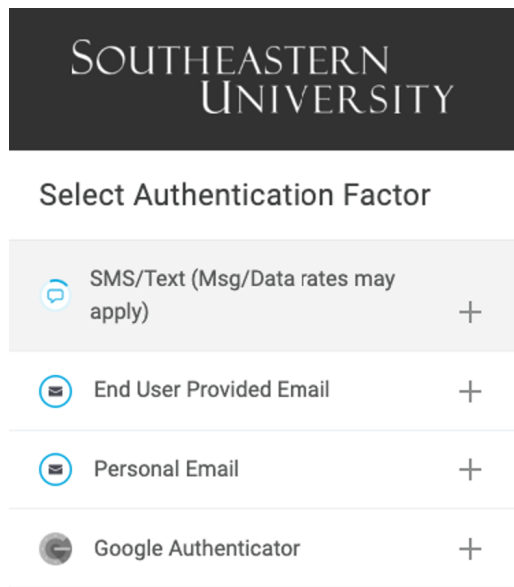 SOUTHEASTERN
UNIVERSITY
Select Authentication Factor
SMS/Text (Msg/Data rates may
apply)
End User Provided Email
Personal Email
Google Authenticator